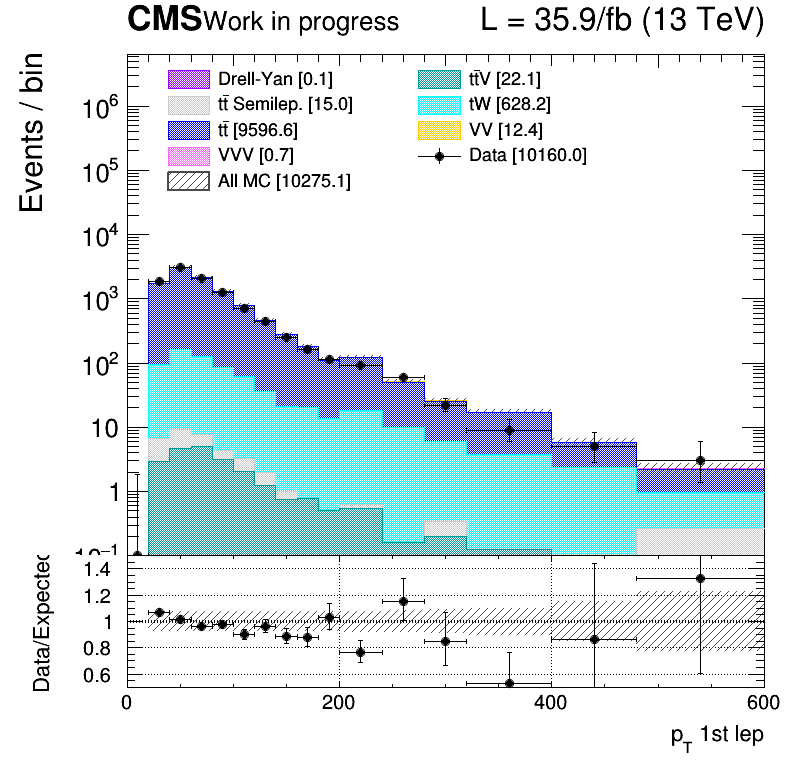 CMS Work in progress L = 35.9/fb (13 TeV)
Events / bin
Drell-Yan [0.1] tt̄V [22.1]
tt̄ Semilep. [15.0] tW [628.2]
tt̄ [9596.6] VV [12.4]
VVV [0.7] Data [10160.0]
All MC [10275.1]
10⁶
10⁵
10⁴
10³
10²
10
1
10⁻¹
Data/Expected
1.4
1.2
1
0.8
0.6
0 200 400 600
p_T 1st lep